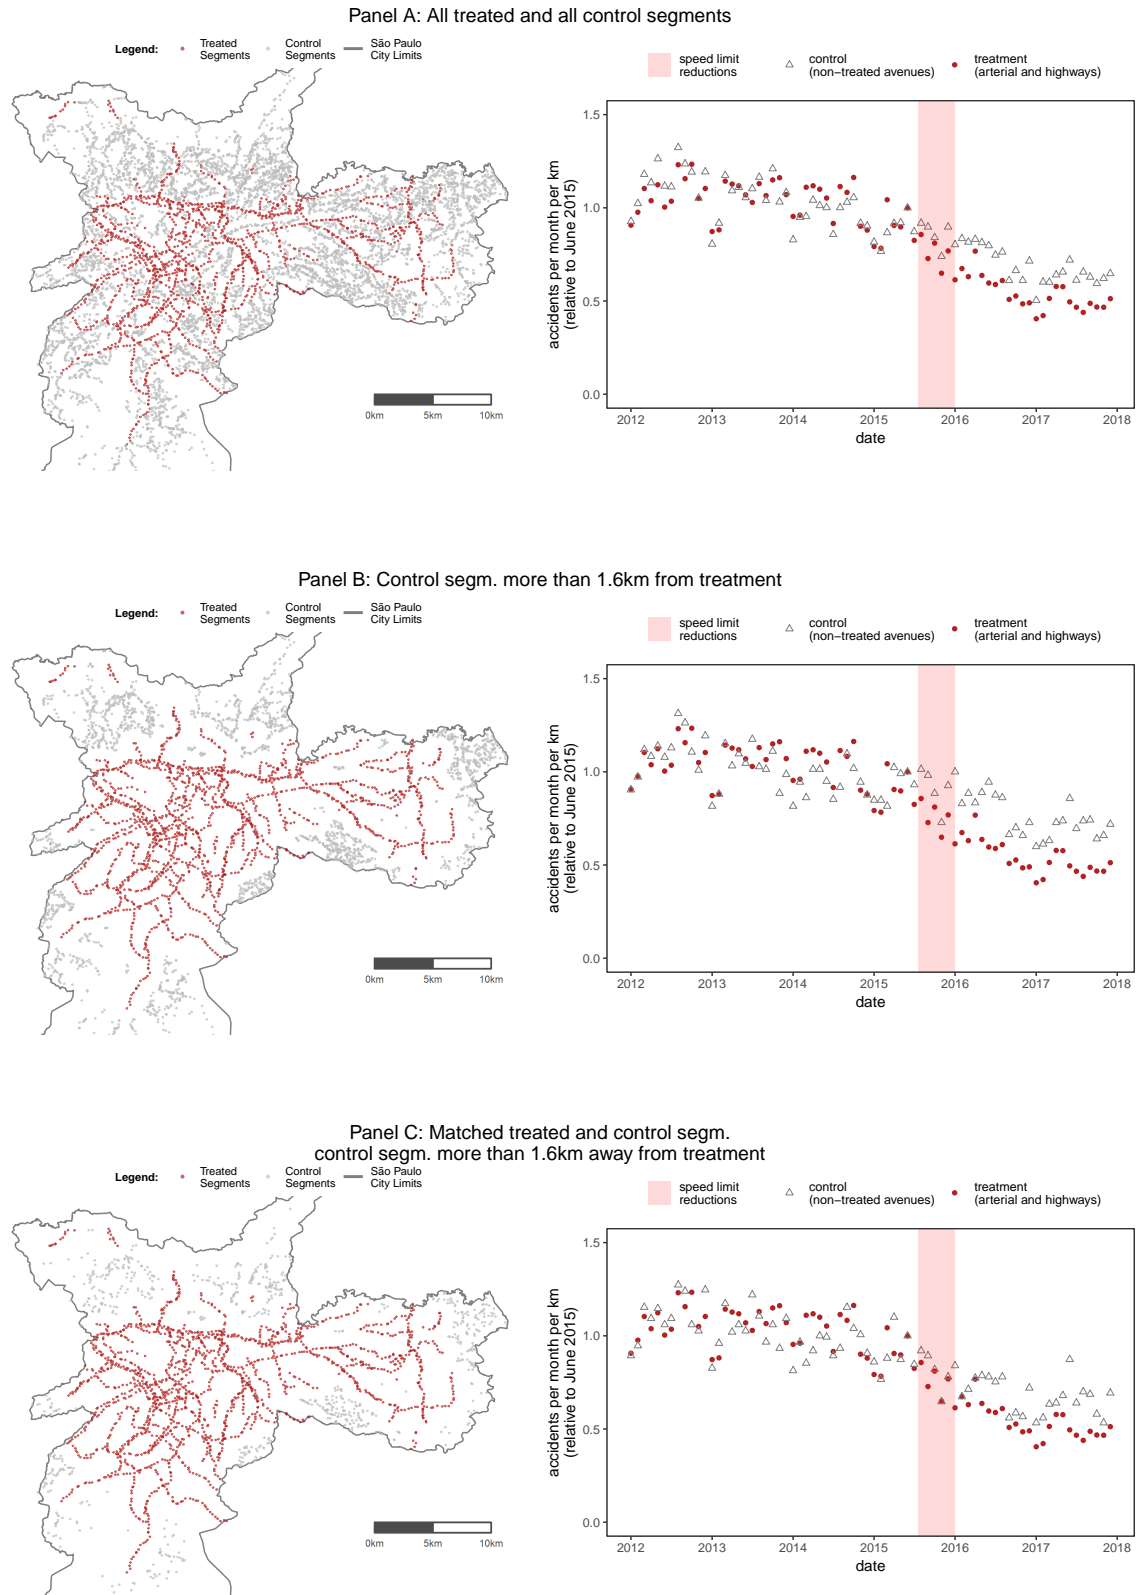 Panel A: All treated and all control segments
Legend: Treated Segments Control Segments São Paulo City Limits
0km 5km 10km
speed limit reductions control (non−treated avenues) treatment (arterial and highways)
accidents per month per km
(relative to June 2015)
1.5
1.0
0.5
0.0
2012 2013 2014 2015 2016 2017 2018
date
Panel B: Control segm. more than 1.6km from treatment
Legend: Treated Segments Control Segments São Paulo City Limits
0km 5km 10km
speed limit reductions control (non−treated avenues) treatment (arterial and highways)
accidents per month per km
(relative to June 2015)
1.5
1.0
0.5
0.0
2012 2013 2014 2015 2016 2017 2018
date
Panel C: Matched treated and control segm.
control segm. more than 1.6km away from treatment
Legend: Treated Segments Control Segments São Paulo City Limits
0km 5km 10km
speed limit reductions control (non−treated avenues) treatment (arterial and highways)
accidents per month per km
(relative to June 2015)
1.5
1.0
0.5
0.0
2012 2013 2014 2015 2016 2017 2018
date